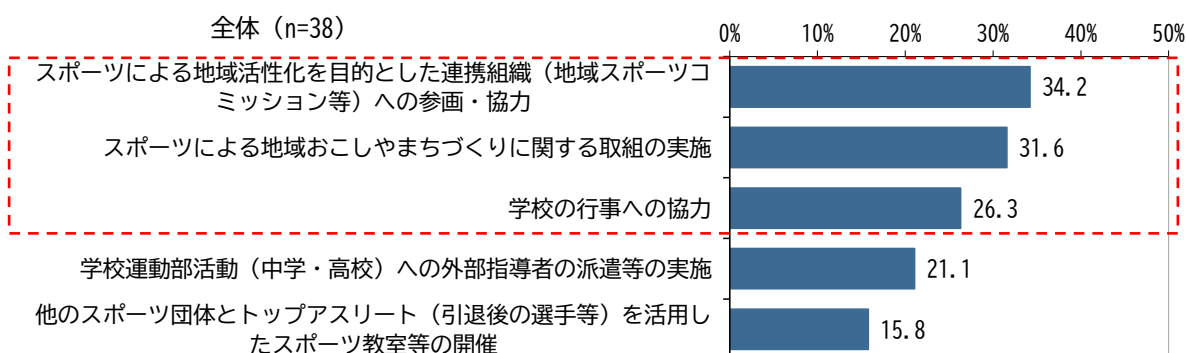 全体（n=38）
0% 10% 20% 30% 40% 50%
スポーツによる地域活性化を目的とした連携組織（地域スポーツコ
ミッション等）への参画・協力
34.2
スポーツによる地域おこしやまちづくりに関する取組の実施
31.6
学校の行事への協力
26.3
学校運動部活動（中学・高校）への外部指導者の派遣等の実施
21.1
他のスポーツ団体とトップアスリート（引退後の選手等）を活用し
たスポーツ教室等の開催
15.8